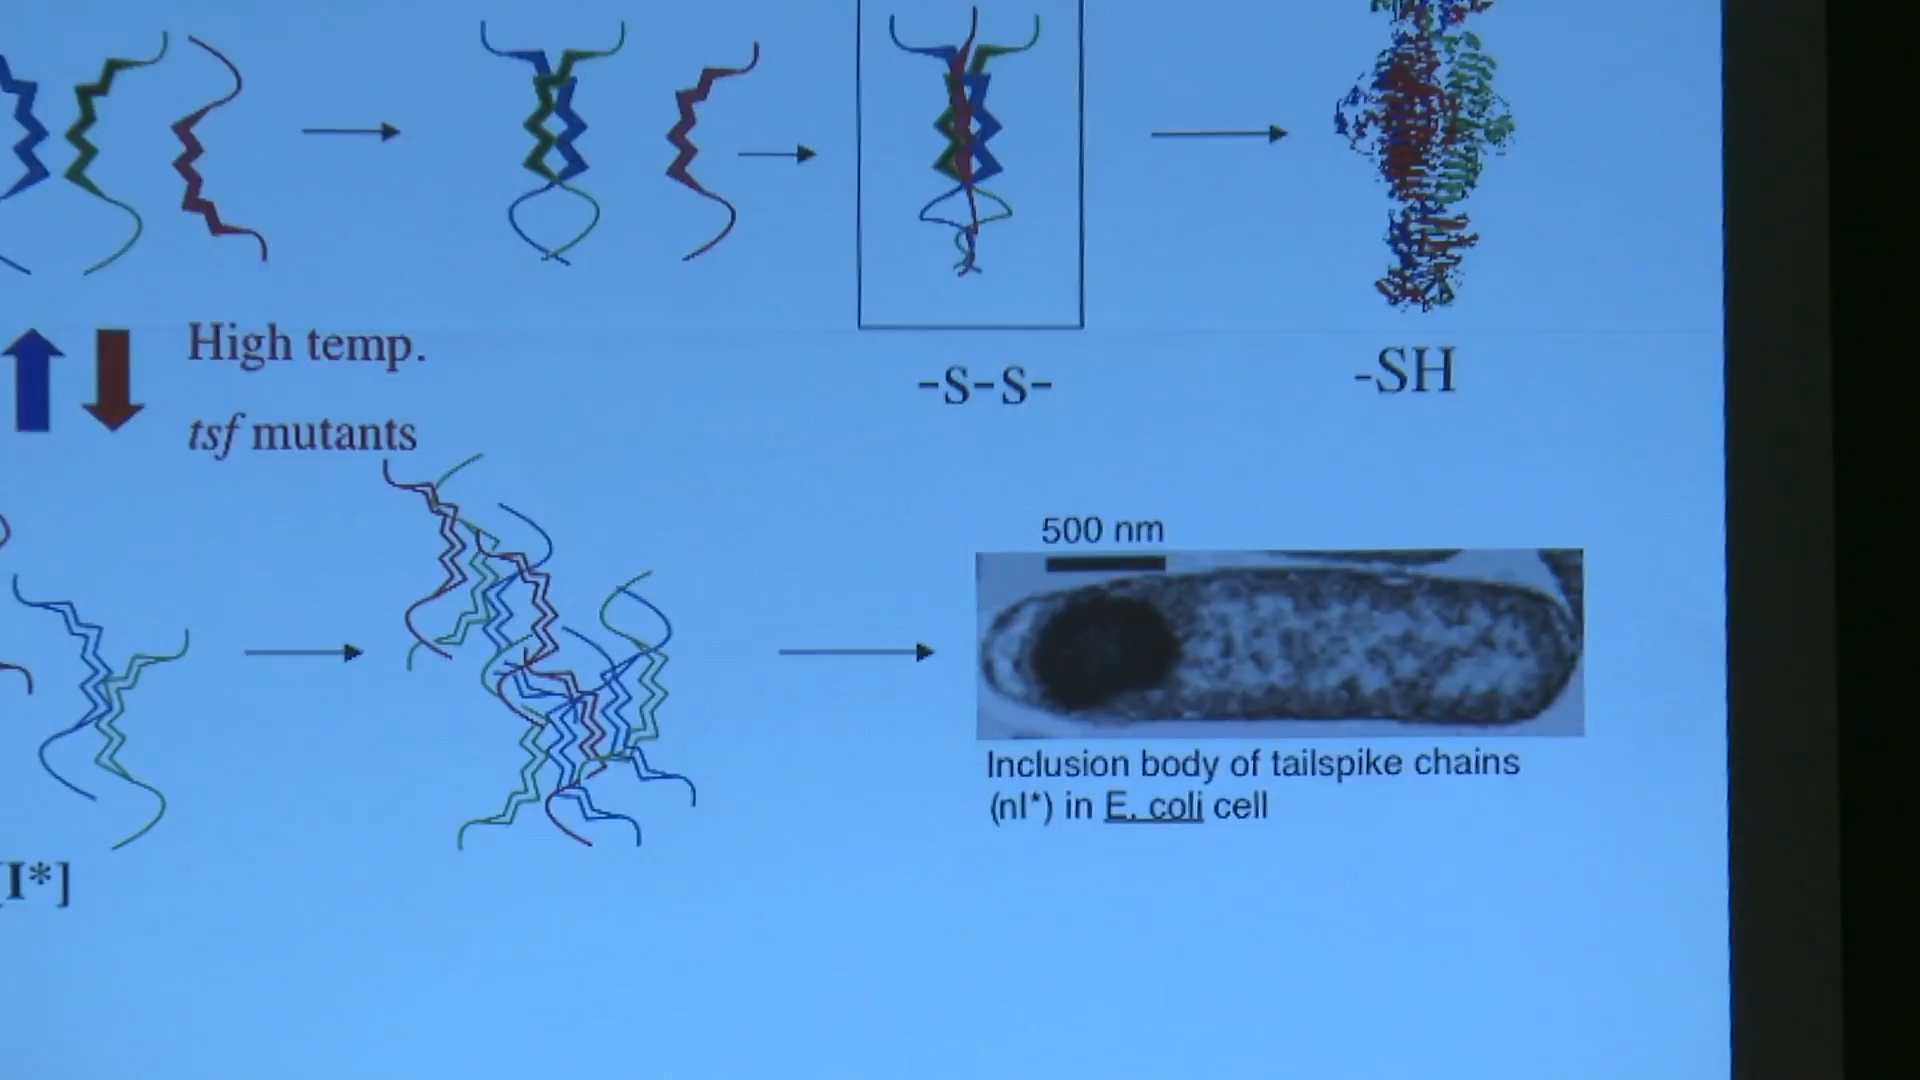 High temp.
tsf mutants
-S-S-
-SH
500 nm
Inclusion body of tailspike chains
(nI*) in E. coli cell
[I*]